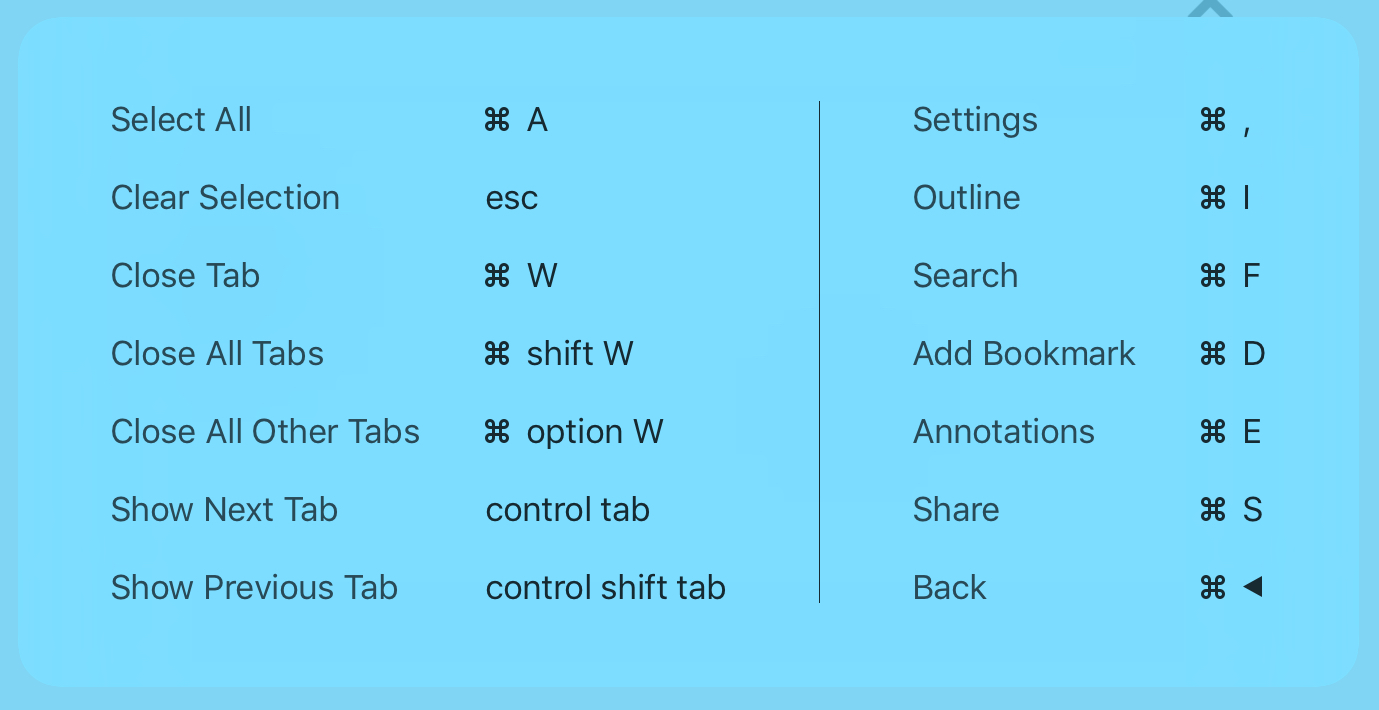 Select All ⌘ A
Clear Selection esc
Close Tab ⌘ W
Close All Tabs ⌘ shift W
Close All Other Tabs ⌘ option W
Show Next Tab control tab
Show Previous Tab control shift tab
Settings ⌘ ,
Outline ⌘ I
Search ⌘ F
Add Bookmark ⌘ D
Annotations ⌘ E
Share ⌘ S
Back ⌘ ◀